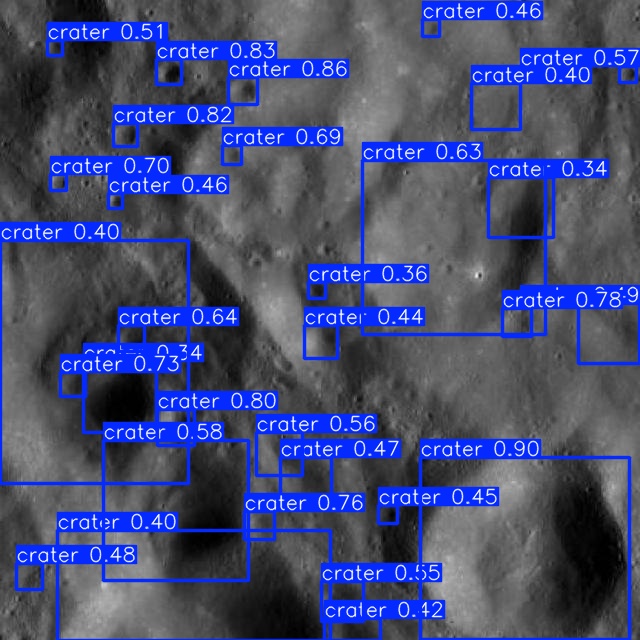 crater 0.46
crater 0.51
crater 0.83
crater 0.57
crater 0.86
crater 0.40
crater 0.82
crater 0.69
crater 0.63
crater 0.70
crater 0.34
crater 0.46
crater 0.40
crater 0.36
crater 0.78
crater 0.64
crater 0.44
crater 0.34
crater 0.73
crater 0.80
crater 0.56
crater 0.58
crater 0.47
crater 0.90
crater 0.45
crater 0.76
crater 0.40
crater 0.48
crater 0.55
crater 0.42